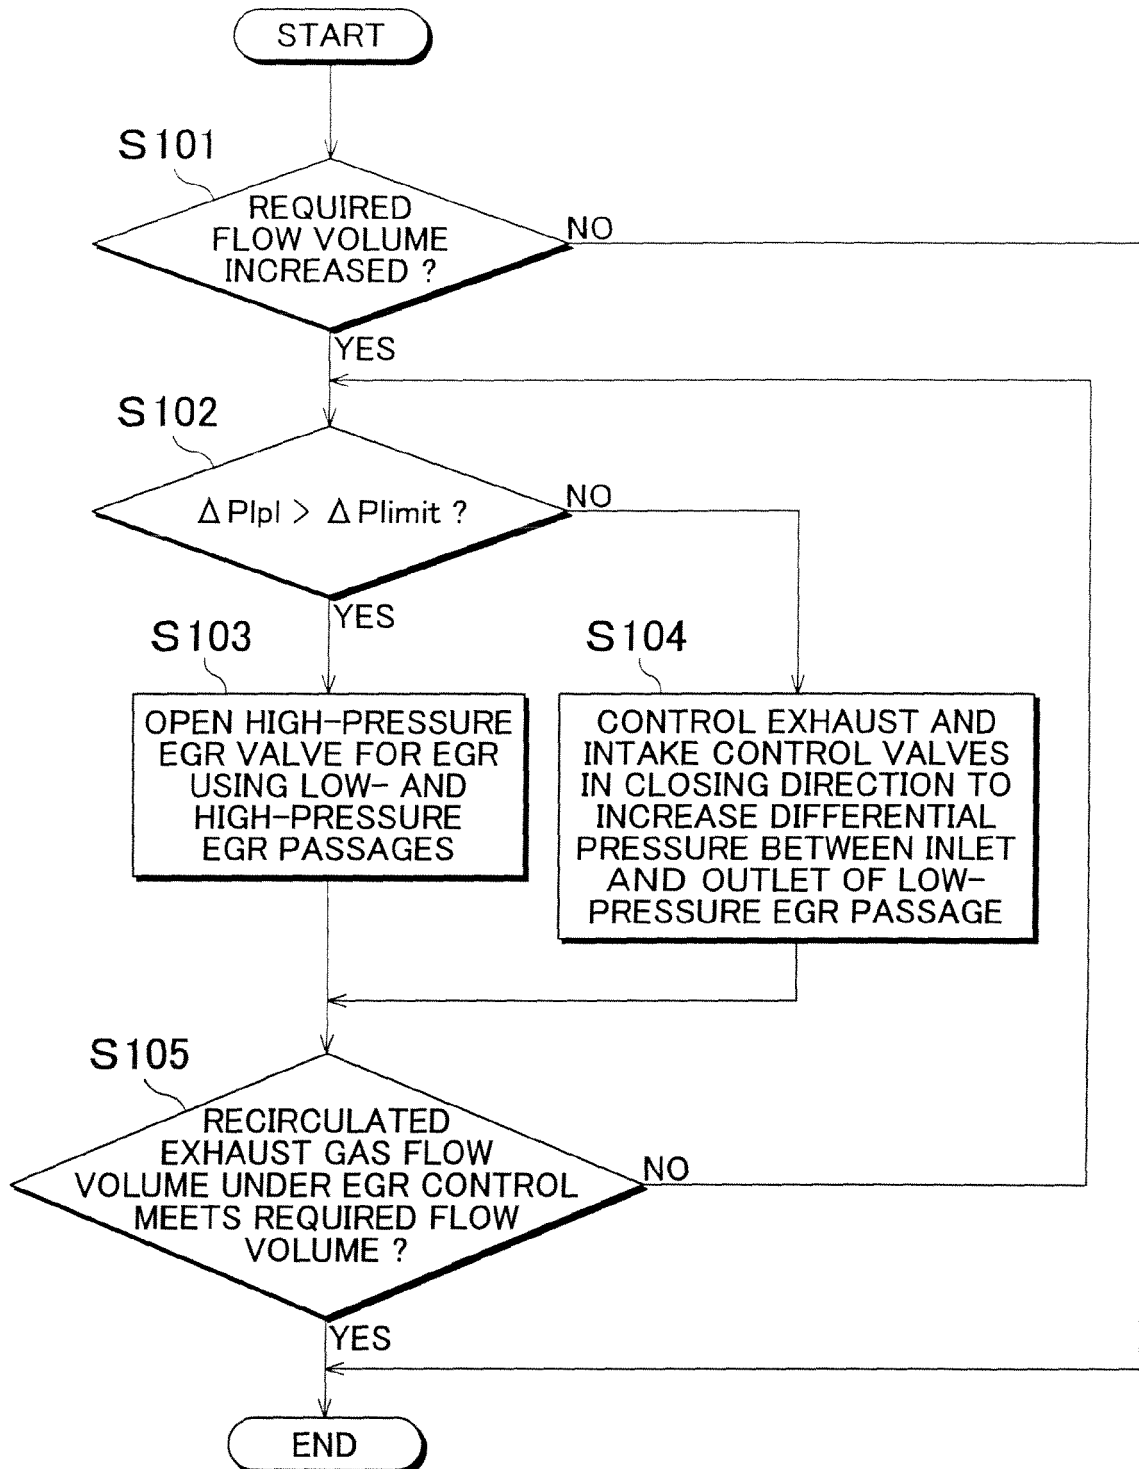 START
S101
REQUIRED
FLOW VOLUME
INCREASED ?
NO
YES
S102
Δ Plpl > Δ Plimit ?
NO
YES
S103
OPEN HIGH-PRESSURE
EGR VALVE FOR EGR
USING LOW- AND
HIGH-PRESSURE
EGR PASSAGES
S104
CONTROL EXHAUST AND
INTAKE CONTROL VALVES
IN CLOSING DIRECTION TO
INCREASE DIFFERENTIAL
PRESSURE BETWEEN INLET
AND OUTLET OF LOW-
PRESSURE EGR PASSAGE
S105
RECIRCULATED
EXHAUST GAS FLOW
VOLUME UNDER EGR CONTROL
MEETS REQUIRED FLOW
VOLUME ?
NO
YES
END